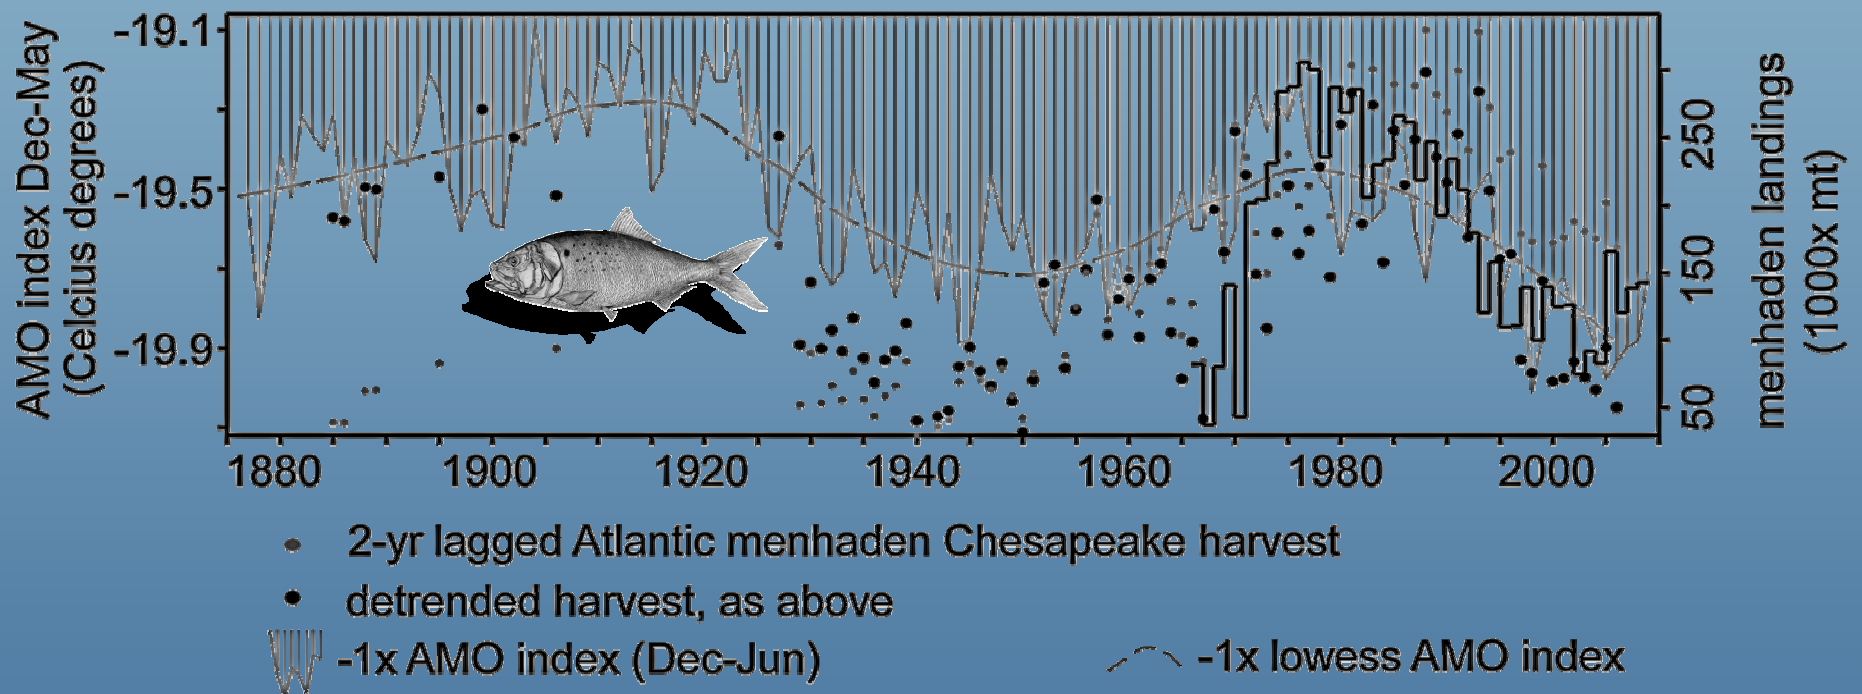 AMO index Dec-May
(Celcius degrees)
-19.1
-19.5
-19.9
menhaden landings
(1000x mt)
250
150
50
1880 1900 1920 1940 1960 1980 2000
2-yr lagged Atlantic menhaden Chesapeake harvest
detrended harvest, as above
-1x AMO index (Dec-Jun)
-1x lowess AMO index